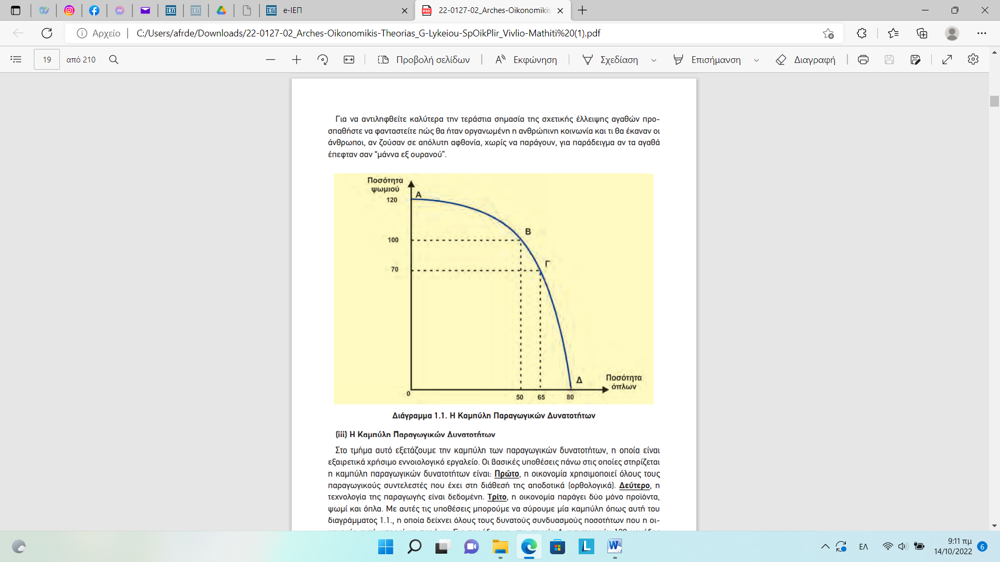 e-ΙΕΠ
22-0127-02_Arches-Oikonomikis
Αρχείο
C:/Users/afrde/Downloads/22-0127-02_Arches-Oikonomikis-Theorias_G-Lykeiou-SpOikPlir_Vivlio-Mathiti%20(1).pdf
19 από 210
Προβολή σελίδων
Εκφώνηση
Σχεδίαση
Επισήμανση
Διαγραφή
Για να αντιληφθείτε καλύτερα την τεράστια σημασία της σχετικής έλλειψης αγαθών προ-
σπαθήστε να φανταστείτε πώς θα ήταν οργανωμένη η ανθρώπινη κοινωνία και τι θα έκαναν οι
άνθρωποι, αν ζούσαν σε απόλυτη αφθονία, χωρίς να παράγουν, για παράδειγμα αν τα αγαθά
έπεφταν σαν “μάννα εξ ουρανού”.
Ποσότητα
ψωμιού
120
A
B
100
Γ
70
Δ
Ποσότητα
όπλων
0
50 65 80
Διάγραμμα 1.1. Η Καμπύλη Παραγωγικών Δυνατοτήτων
(iii) Η Καμπύλη Παραγωγικών Δυνατοτήτων
Στο τμήμα αυτό εξετάζουμε την καμπύλη των παραγωγικών δυνατοτήτων, η οποία είναι
εξαιρετικά χρήσιμο εννοιολογικό εργαλείο. Οι βασικές υποθέσεις πάνω στις οποίες στηρίζεται
η καμπύλη παραγωγικών δυνατοτήτων είναι: Πρώτο, η οικονομία χρησιμοποιεί όλους τους
παραγωγικούς συντελεστές που έχει στη διάθεσή της αποδοτικά (ορθολογικά). Δεύτερο, η
τεχνολογία της παραγωγής είναι δεδομένη. Τρίτο, η οικονομία παράγει δύο μόνο προϊόντα,
ψωμί και όπλα. Με αυτές τις υποθέσεις μπορούμε να σύρουμε μία καμπύλη όπως αυτή του
διαγράμματος 1.1., η οποία δείχνει όλους τους δυνατούς συνδυασμούς ποσοτήτων που η οι-
ΕΛ
9:11 πμ
14/10/2022
6